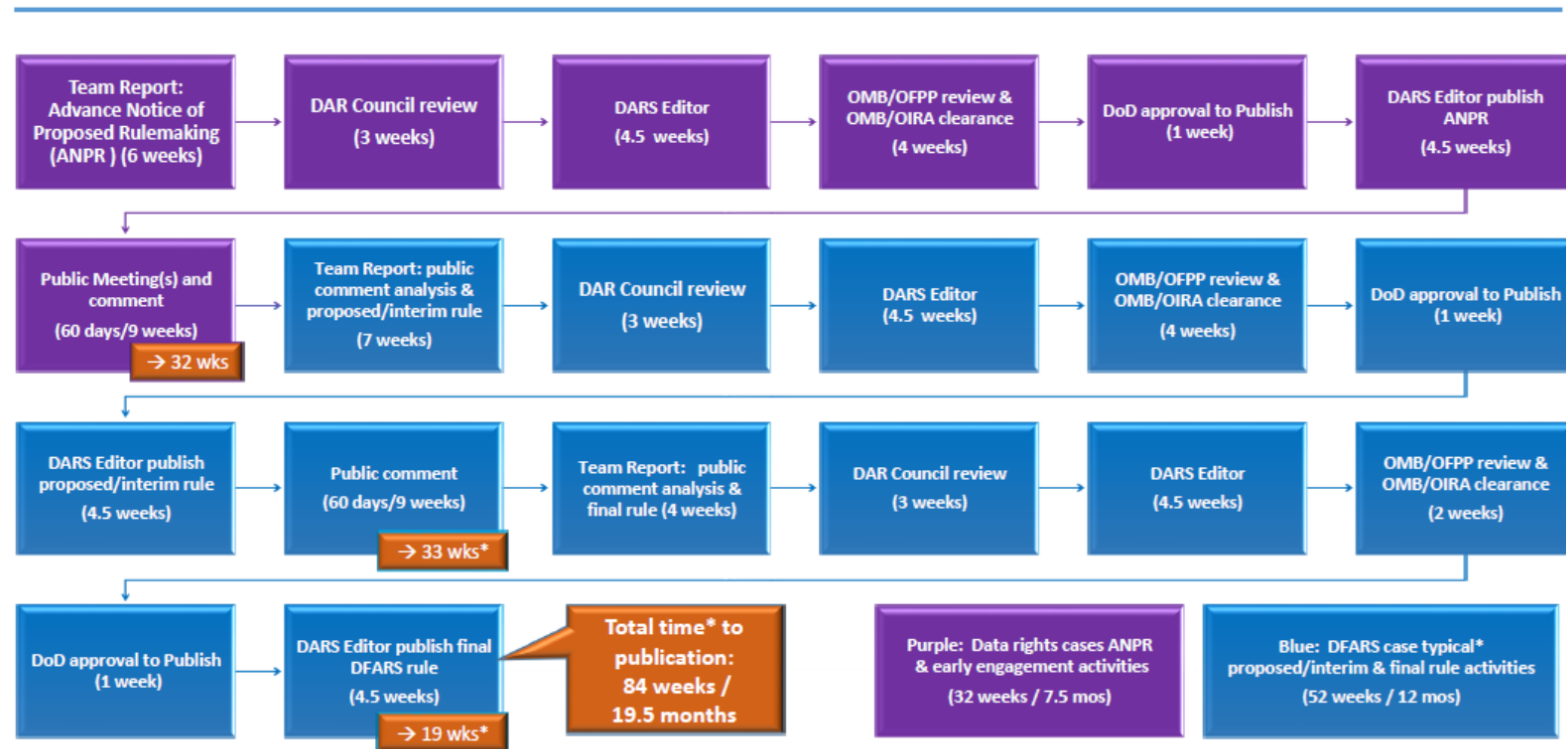 Team Report:
Advance Notice of
Proposed Rulemaking
(ANPR ) (6 weeks)
DAR Council review
(3 weeks)
DARS Editor
(4.5 weeks)
OMB/OFPP review &
OMB/OIRA clearance
(4 weeks)
DoD approval to Publish
(1 week)
DARS Editor publish
ANPR
(4.5 weeks)
Public Meeting(s) and
comment
(60 days/9 weeks)
→ 32 wks
Team Report: public
comment analysis &
proposed/interim rule
(7 weeks)
DAR Council review
(3 weeks)
DARS Editor
(4.5 weeks)
OMB/OFPP review &
OMB/OIRA clearance
(4 weeks)
DoD approval to Publish
(1 week)
DARS Editor publish
proposed/interim rule
(4.5 weeks)
Public comment
(60 days/9 weeks)
→ 33 wks*
Team Report: public
comment analysis &
final rule (4 weeks)
DAR Council review
(3 weeks)
DARS Editor
(4.5 weeks)
OMB/OFPP review &
OMB/OIRA clearance
(2 weeks)
DoD approval to Publish
(1 week)
DARS Editor publish final
DFARS rule
(4.5 weeks)
→ 19 wks*
Total time* to
publication:
84 weeks /
19.5 months
Purple: Data rights cases ANPR
& early engagement activities
(32 weeks / 7.5 mos)
Blue: DFARS case typical*
proposed/interim & final rule activities
(52 weeks / 12 mos)